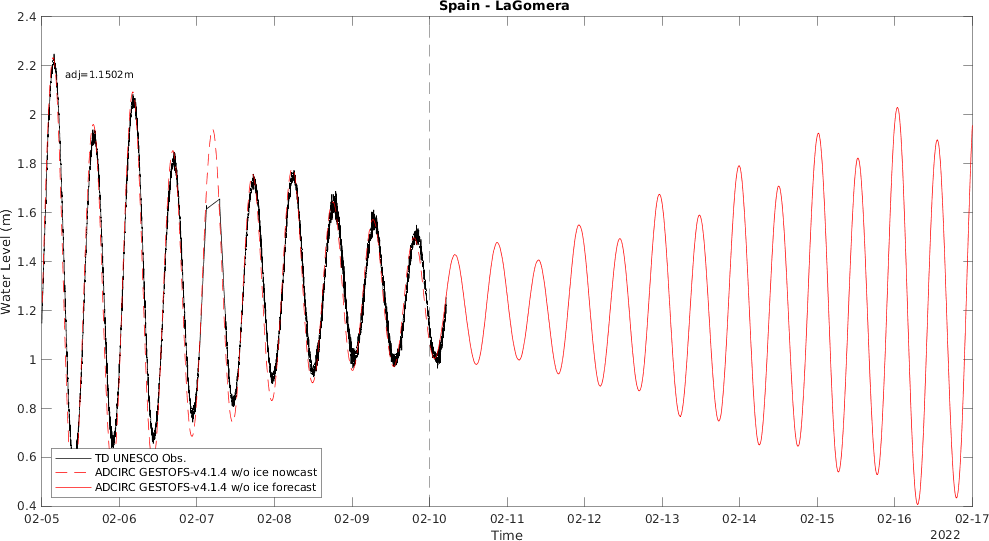 Spain - LaGomera
adj=1.1502m
Water Level (m)
2.4
2.2
2
1.8
1.6
1.4
1.2
1
0.8
0.6
0.4
TD UNESCO Obs.
ADCIRC GESTOFS-v4.1.4 w/o ice nowcast
ADCIRC GESTOFS-v4.1.4 w/o ice forecast
02-05 02-06 02-07 02-08 02-09 02-10 02-11 02-12 02-13 02-14 02-15 02-16 02-17
Time
2022